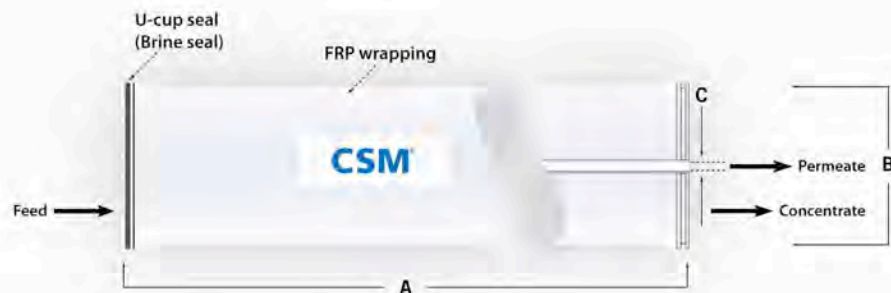 U-cup seal
(Brine seal)
FRP wrapping
C
CSM
Permeate
B
Feed
Concentrate
A